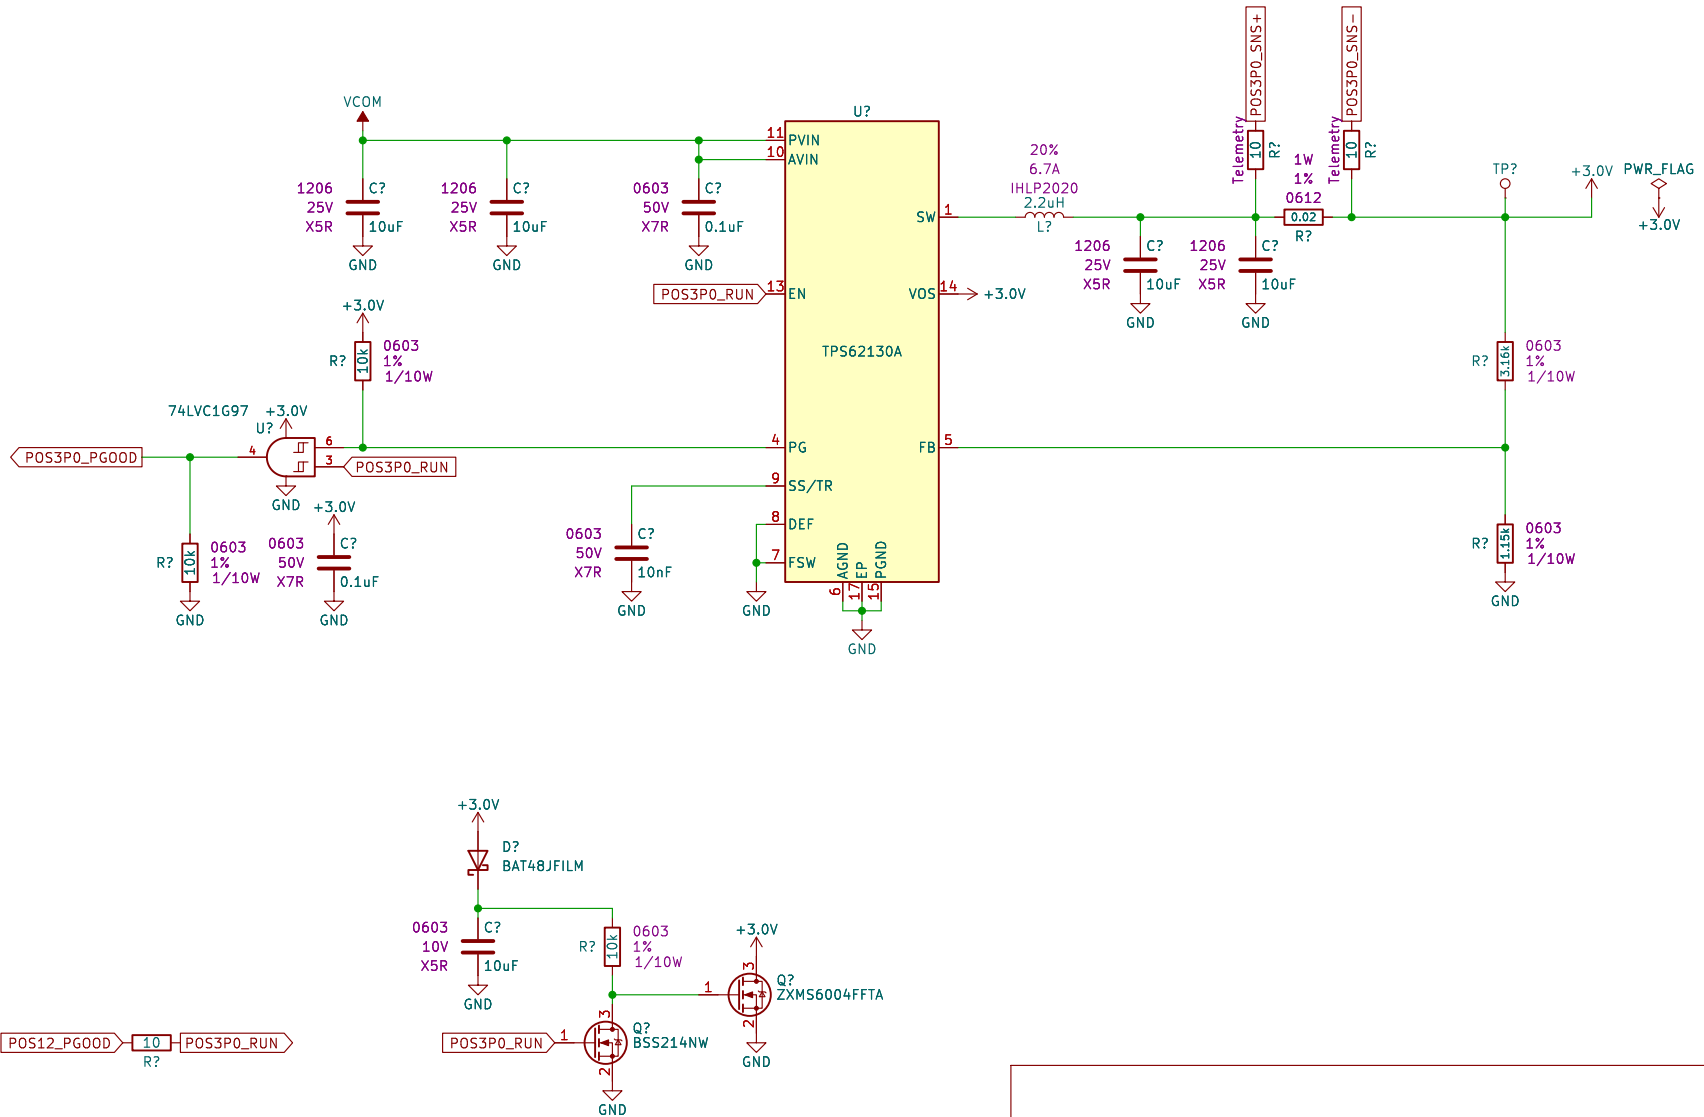 POS3P0_SNS+
POS3P0_SNS-
Telemetry
10
R?
Telemetry
10
R?
VCOM
1206
25V
X5R
C?
10uF
GND
1206
25V
X5R
C?
10uF
GND
0603
50V
X7R
C?
0.1uF
GND
U?
11
PVIN
10
AVIN
POS3P0_RUN
13
EN
TPS62130A
4
PG
9
SS/TR
8
DEF
7
FSW
6
AGND
17
EP
15
PGND
GND
SW
1
VOS
14
+3.0V
FB
5
20%
6.7A
IHLP2020
2.2uH
L?
1206
25V
X5R
C?
10uF
GND
1206
25V
X5R
C?
10uF
GND
1W
1%
0612
0.02
R?
TP?
+3.0V
PWR_FLAG
+3.0V
R?
3.16k
0603
1%
1/10W
R?
1.15k
0603
1%
1/10W
GND
+3.0V
R?
10k
0603
1%
1/10W
74LVC1G97
+3.0V
U?
POS3P0_PGOOD
4
6
3
POS3P0_RUN
GND
R?
10k
0603
1%
1/10W
GND
+3.0V
0603
50V
X7R
C?
0.1uF
GND
0603
50V
X7R
C?
10nF
GND
GND
+3.0V
D?
BAT48JFILM
0603
10V
X5R
C?
10uF
GND
R?
10k
0603
1%
1/10W
+3.0V
1
3
2
Q?
ZXMS6004FFTA
GND
POS3P0_RUN
1
3
2
Q?
BSS214NW
GND
POS12_PGOOD
10
R?
POS3P0_RUN